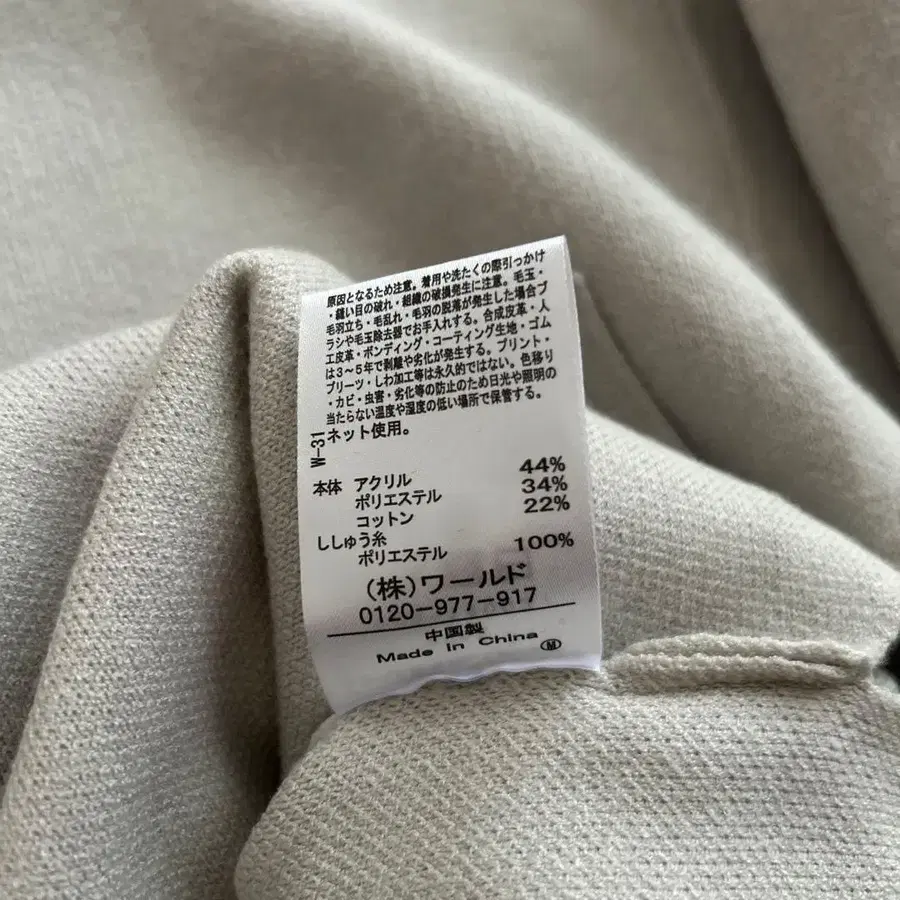 原因となるため注意。着用や洗たくの際引っかけ
・縫い目の破れ・組織の破損発生に注意。毛玉・
毛羽立ち・毛乱れ・毛羽の脱落が発生した場合ブ
ラシや毛玉除去器でお手入れする。合成皮革・人
工皮革・ボンディング・コーティング生地・ゴム
は3~5年で剥離や劣化が発生する。プリント・
プリーツ・しわ加工等は永久的ではない。色移り
・カビ・虫害・劣化等の防止のため日光や照明の
当たらない温度や湿度の低い場所で保管する。
ネット使用。
W-31
本体 アクリル 44%
ポリエステル 34%
コットン 22%
ししゅう糸
ポリエステル 100%
(株)ワールド
0120-977-917
中国製
Made In China Ⓜ